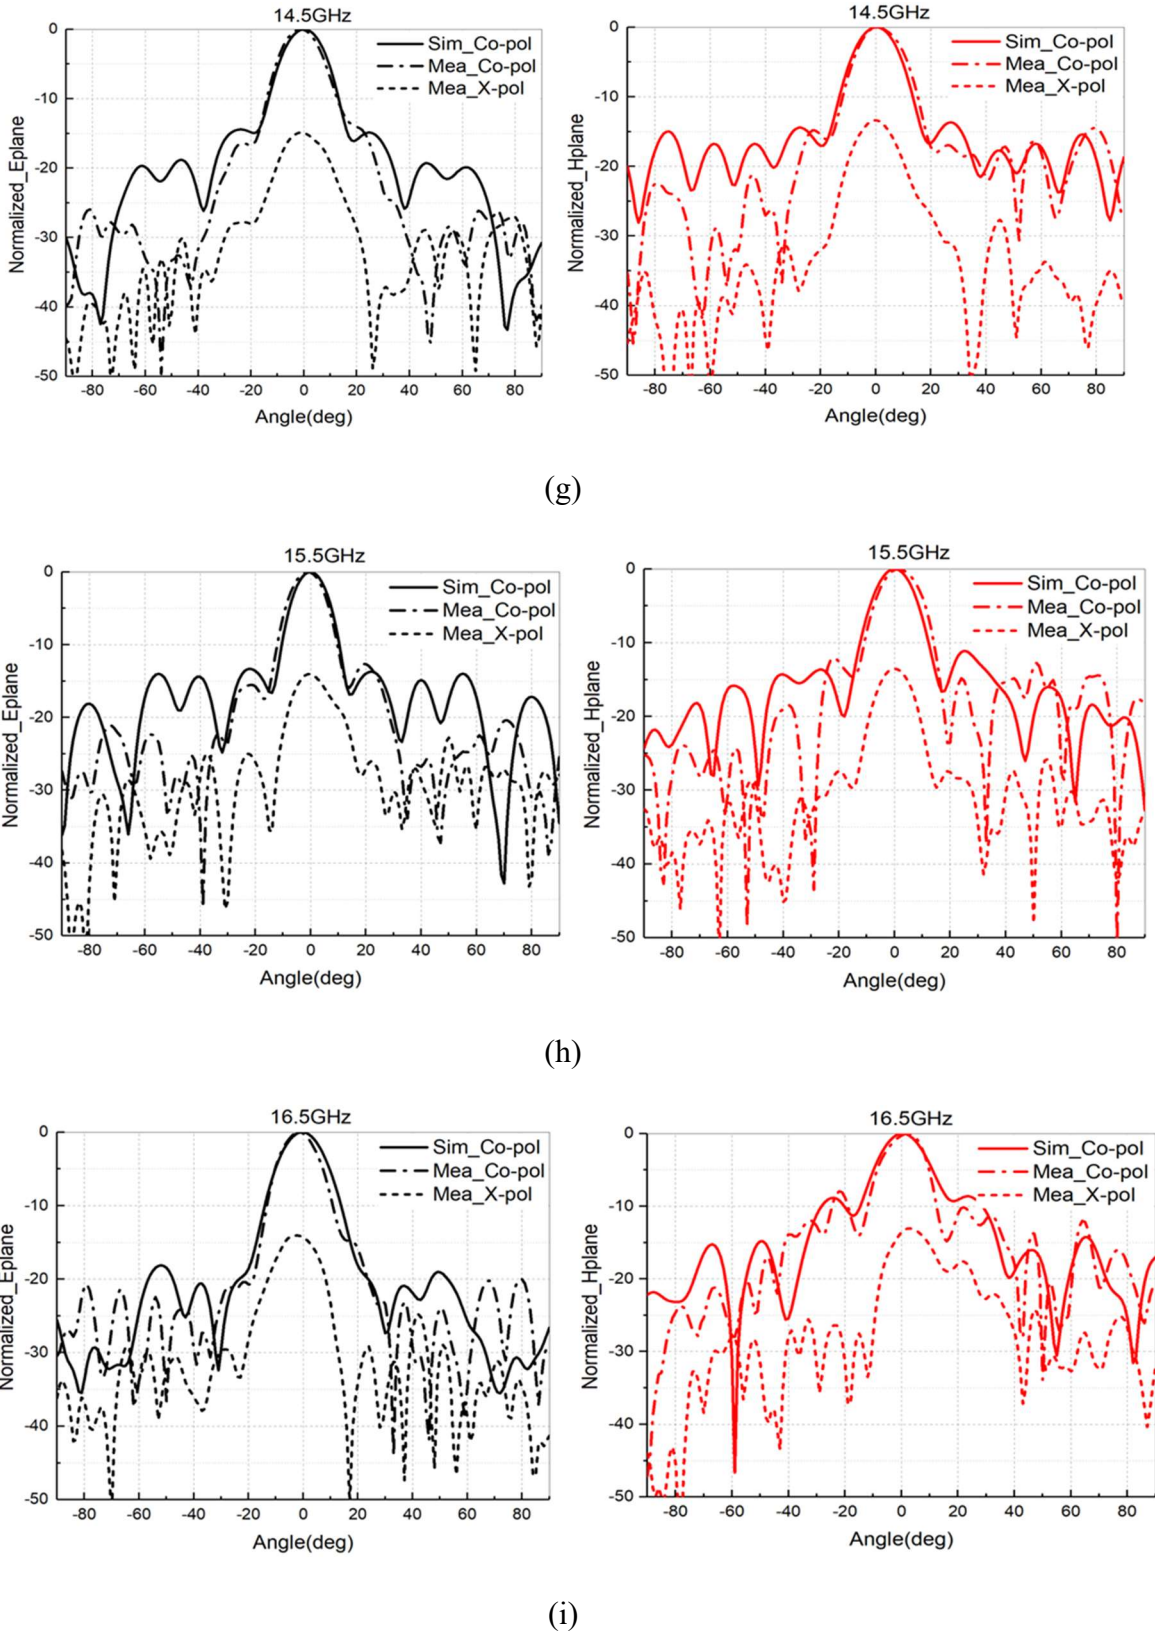 14.5GHz
Sim_Co-pol
Mea_Co-pol
Mea_X-pol
Normalized_Eplane
0
-10
-20
-30
-40
-50
-80 -60 -40 -20 0 20 40 60 80
Angle(deg)
14.5GHz
Sim_Co-pol
Mea_Co-pol
Mea_X-pol
Normalized_Hplane
0
-10
-20
-30
-40
-50
-80 -60 -40 -20 0 20 40 60 80
Angle(deg)
(g)
15.5GHz
Sim_Co-pol
Mea_Co-pol
Mea_X-pol
Normalized_Eplane
0
-10
-20
-30
-40
-50
-80 -60 -40 -20 0 20 40 60 80
Angle(deg)
15.5GHz
Sim_Co-pol
Mea_Co-pol
Mea_X-pol
Normalized_Hplane
0
-10
-20
-30
-40
-50
-80 -60 -40 -20 0 20 40 60 80
Angle(deg)
(h)
16.5GHz
Sim_Co-pol
Mea_Co-pol
Mea_X-pol
Normalized_Eplane
0
-10
-20
-30
-40
-50
-80 -60 -40 -20 0 20 40 60 80
Angle(deg)
16.5GHz
Sim_Co-pol
Mea_Co-pol
Mea_X-pol
Normalized_Hplane
0
-10
-20
-30
-40
-50
-80 -60 -40 -20 0 20 40 60 80
Angle(deg)
(i)